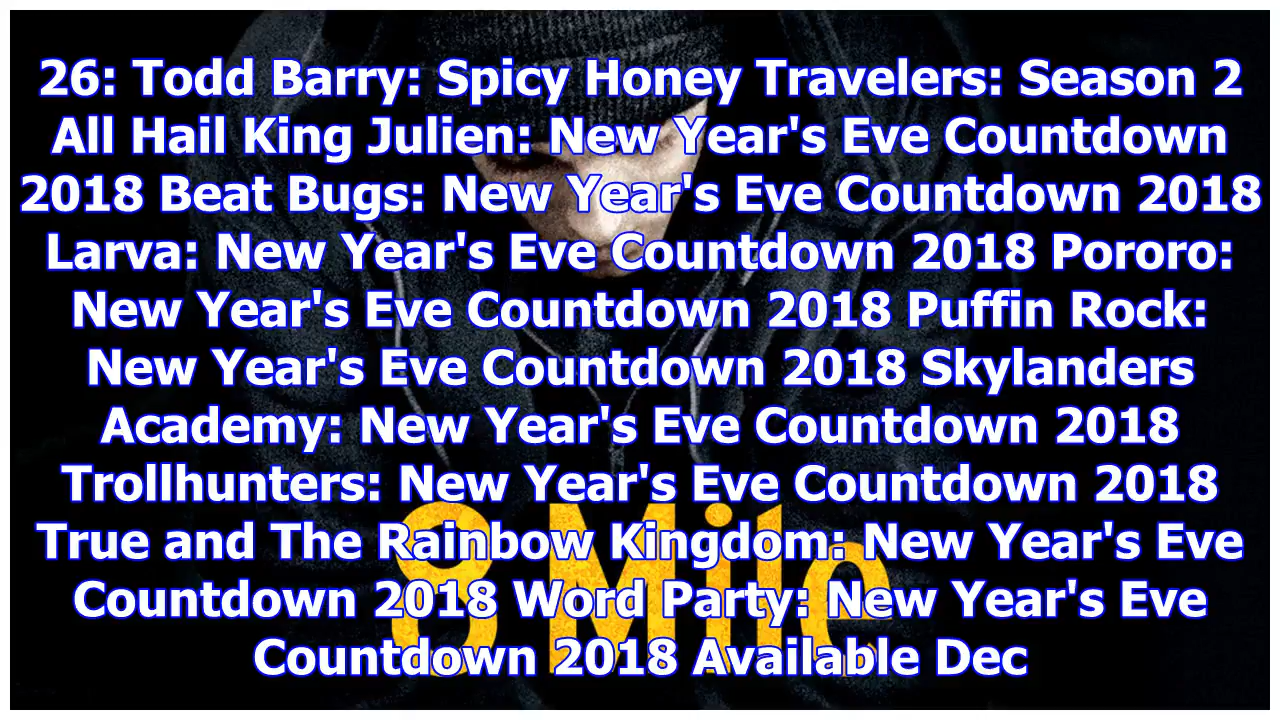 26: Todd Barry: Spicy Honey Travelers: Season 2
All Hail King Julien: New Year's Eve Countdown
2018 Beat Bugs: New Year's Eve Countdown 2018
Larva: New Year's Eve Countdown 2018 Pororo:
New Year's Eve Countdown 2018 Puffin Rock:
New Year's Eve Countdown 2018 Skylanders
Academy: New Year's Eve Countdown 2018
Trollhunters: New Year's Eve Countdown 2018
True and The Rainbow Kingdom: New Year's Eve
Countdown 2018 Word Party: New Year's Eve
Countdown 2018 Available Dec
8 Mile